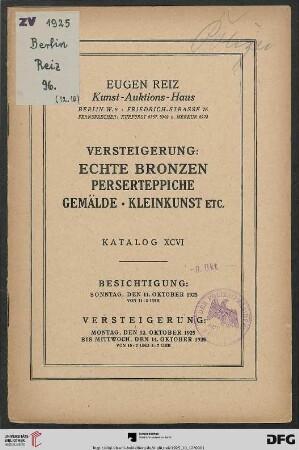 ZV 1925
Berlin
Reiz
96.
(12.10)
EUGEN REIZ
Kunst-Auktions-Haus
BERLIN W. 9 • FRIEDRICH-STRASSE
VERSTEIGERUNG:
ECHTE BRONZEN
PERSERTEPPICHE
GEMÄLDE • KLEINKUNST ETC.
KATALOG XCVI
BESICHTIGUNG:
SONNTAG, DEN 11. OKTOBER 1925
VERSTEIGERUNG:
MONTAG, DEN 12. OKTOBER 1925
BIS MITTWOCH, DEN 14. OKTOBER 1925
UNIVERSITÄTS-
BIBLIOTHEK
HEIDELBERG
DFG